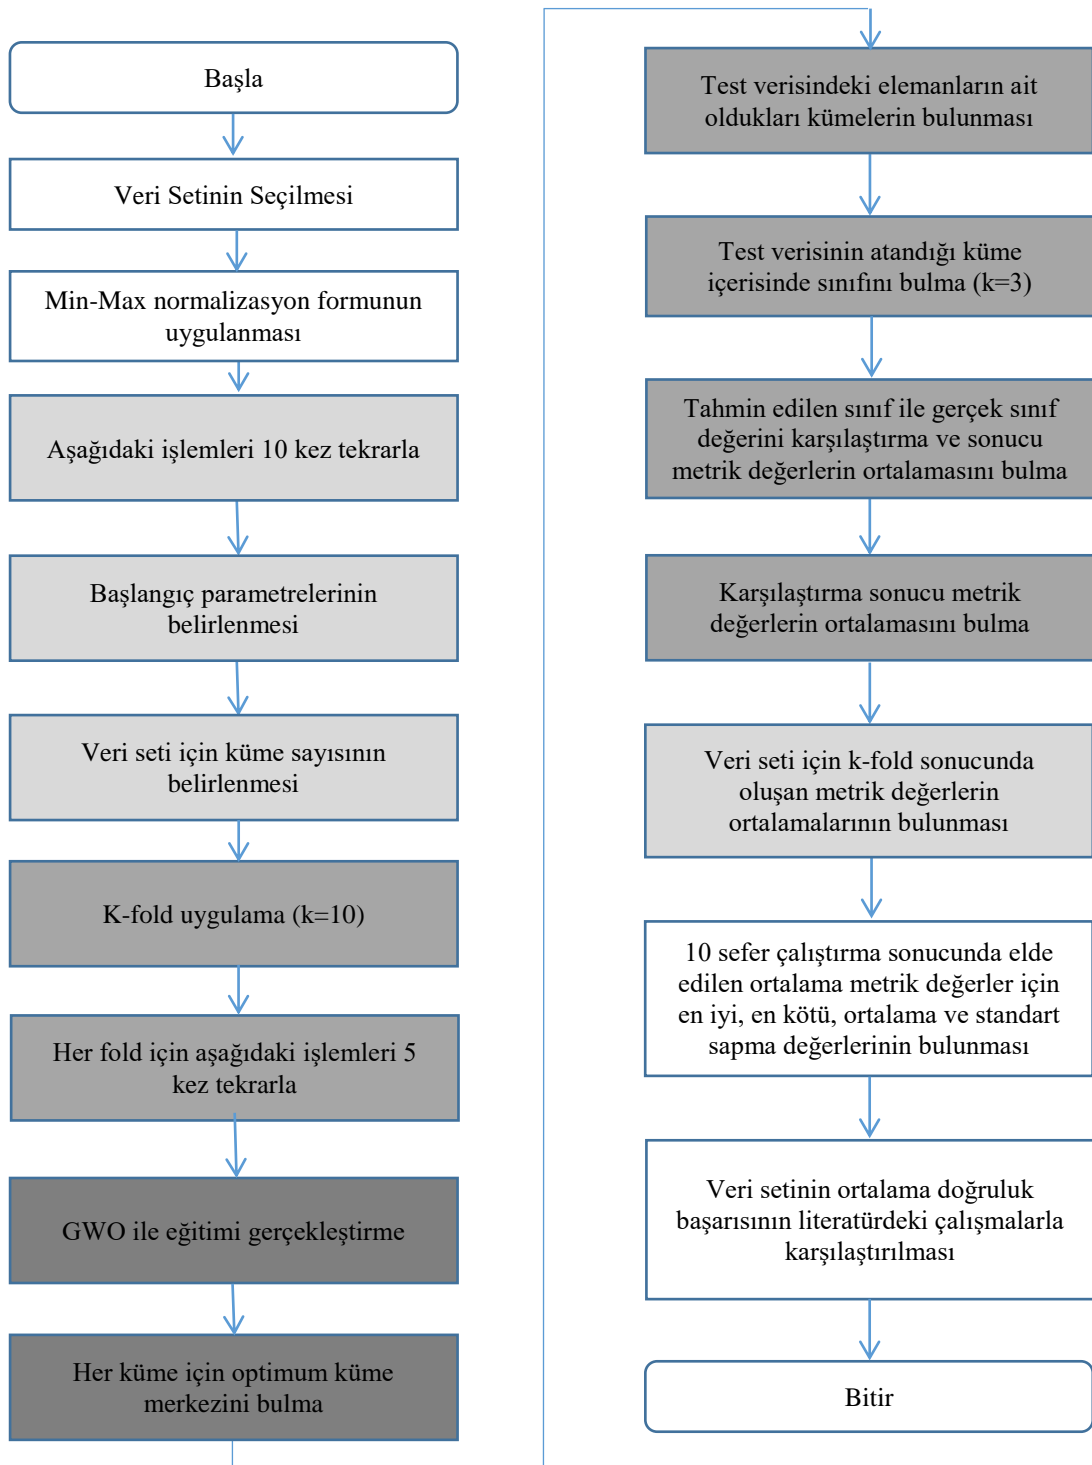 Başla
Veri Setinin Seçilmesi
Min-Max normalizasyon formunun
uygulanması
Aşağıdaki işlemleri 10 kez tekrarla
Başlangıç parametrelerinin
belirlenmesi
Veri seti için küme sayısının
belirlenmesi
K-fold uygulama (k=10)
Her fold için aşağıdaki işlemleri 5
kez tekrarla
GWO ile eğitimi gerçekleştirme
Her küme için optimum küme
merkezini bulma
Test verisindeki elemanların ait
oldukları kümelerin bulunması
Test verisinin atandığı küme
içerisinde sınıfını bulma (k=3)
Tahmin edilen sınıf ile gerçek sınıf
değerini karşılaştırma ve sonucu
metrik değerlerin ortalamasını bulma
Karşılaştırma sonucu metrik
değerlerin ortalamasını bulma
Veri seti için k-fold sonucunda
oluşan metrik değerlerin
ortalamalarının bulunması
10 sefer çalıştırma sonucunda elde
edilen ortalama metrik değerler için
en iyi, en kötü, ortalama ve standart
sapma değerlerinin bulunması
Veri setinin ortalama doğruluk
başarısının literatürdeki çalışmalarla
karşılaştırılması
Bitir